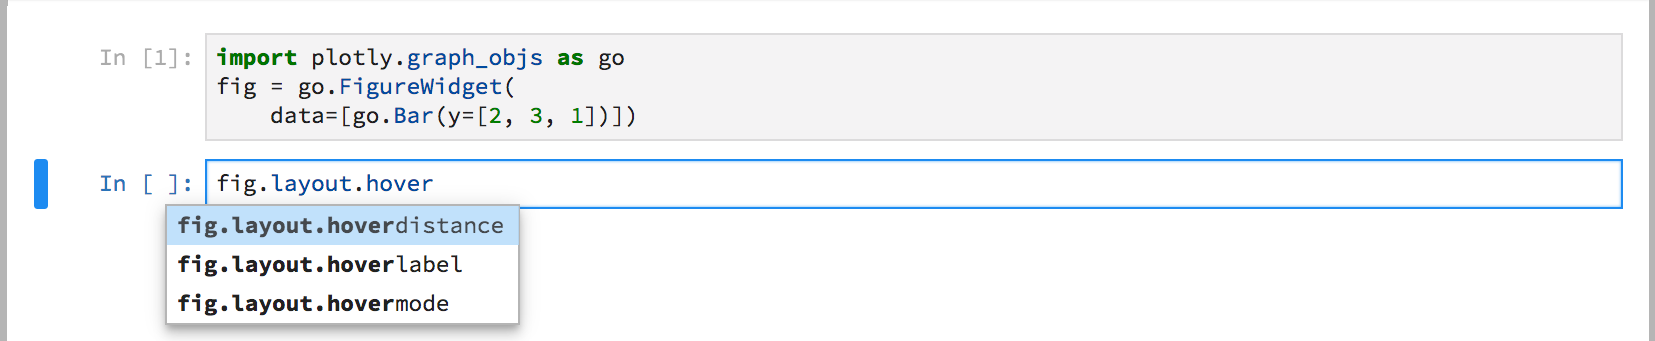 In [1]: import plotly.graph_objs as go
fig = go.FigureWidget(
    data=[go.Bar(y=[2, 3, 1])])
In [ ]: fig.layout.hover
fig.layout.hoverdistance
fig.layout.hoverlabel
fig.layout.hovermode